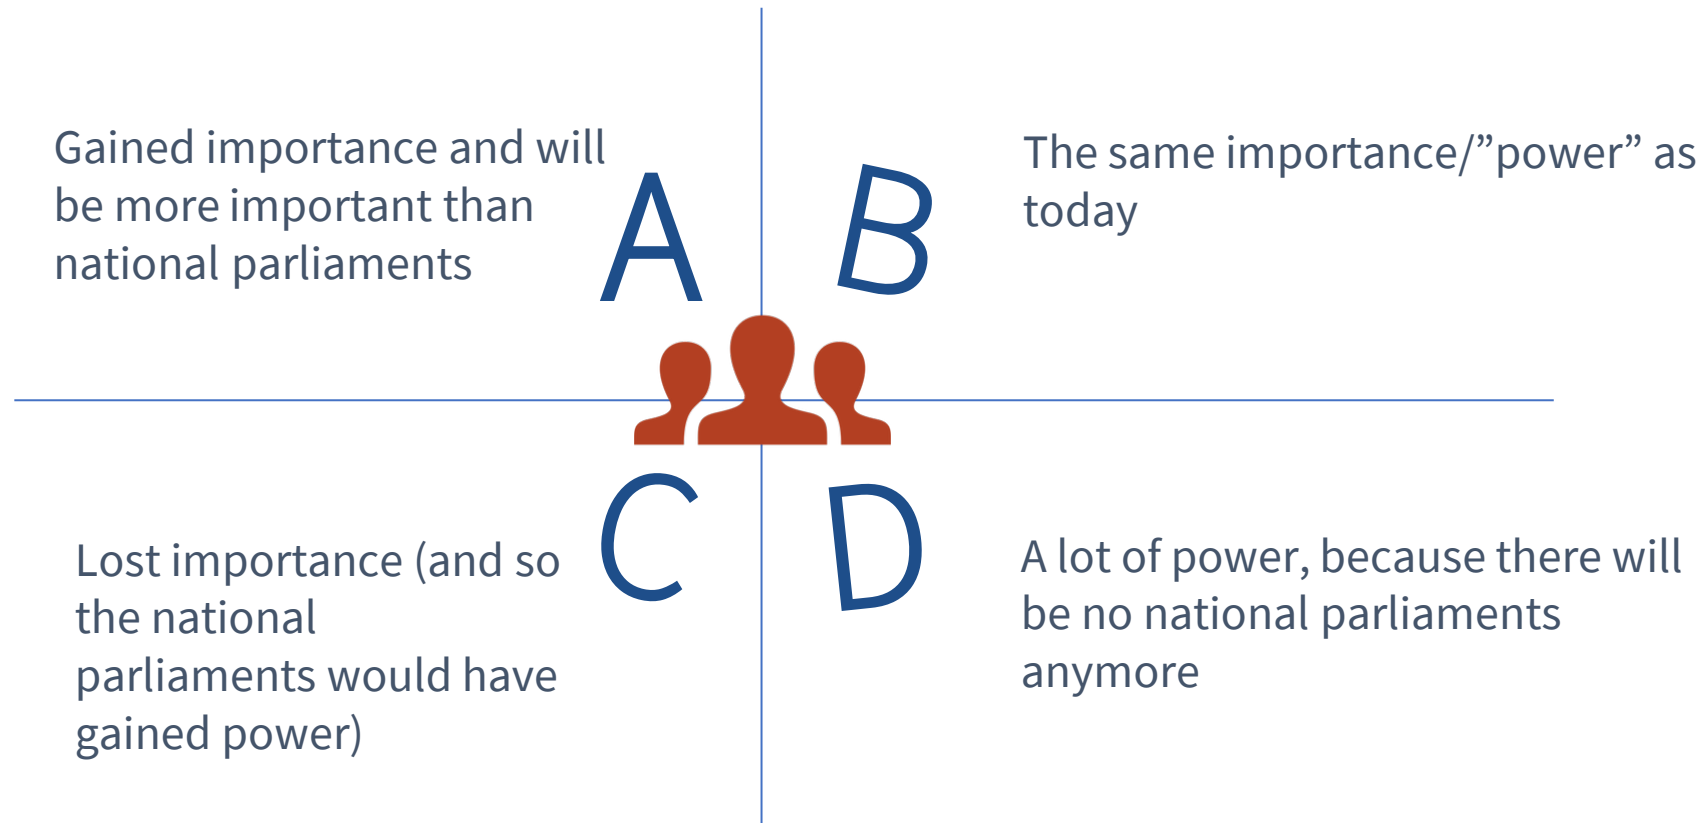 Gained importance and will
be more important than
national parliaments
A
B
The same importance/”power” as
today
Lost importance (and so
the national
parliaments would have
gained power)
C
D
A lot of power, because there will
be no national parliaments
anymore